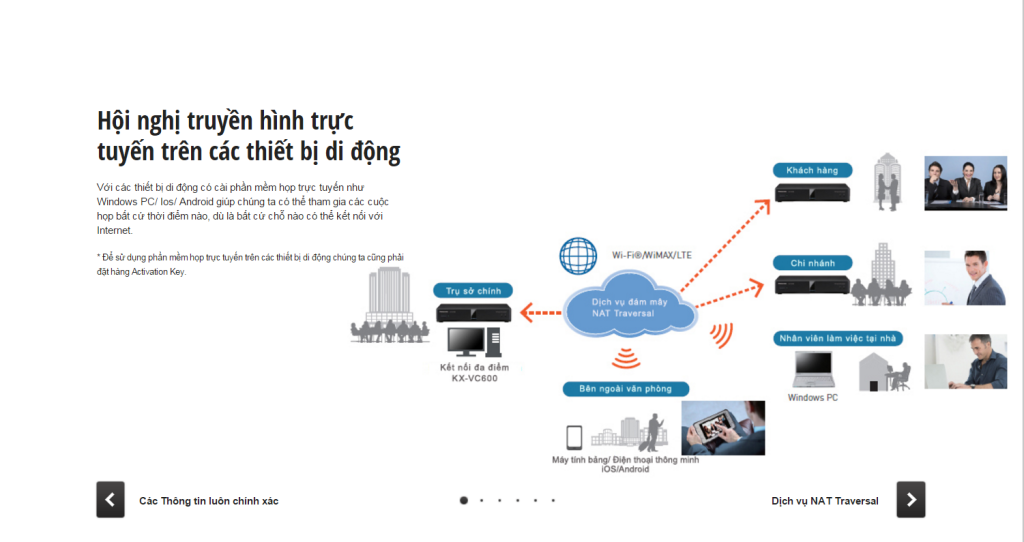 Hội nghị truyền hình trực
tuyến trên các thiết bị di động
Với các thiết bị di động có cài phần mềm họp trực tuyến như
Windows PC/ Ios/ Android giúp chúng ta có thể tham gia các cuộc
họp bất cứ thời điểm nào, dù là bất cứ chỗ nào có thể kết nối với
Internet.
* Để sử dụng phần mềm họp trực tuyến trên các thiết bị di động chúng ta cũng phải
đặt hàng Activation Key.
Khách hàng
Wi-Fi®/WiMAX/LTE
Chi nhánh
Trụ sở chính
Dịch vụ đám mây
NAT Traversal
Nhân viên làm việc tại nhà
Kết nối đa điểm
KX-VC600
Bên ngoài văn phòng
Windows PC
Máy tính bảng/ Điện thoại thông minh
iOS/Android
Các Thông tin luôn chính xác
Dịch vụ NAT Traversal